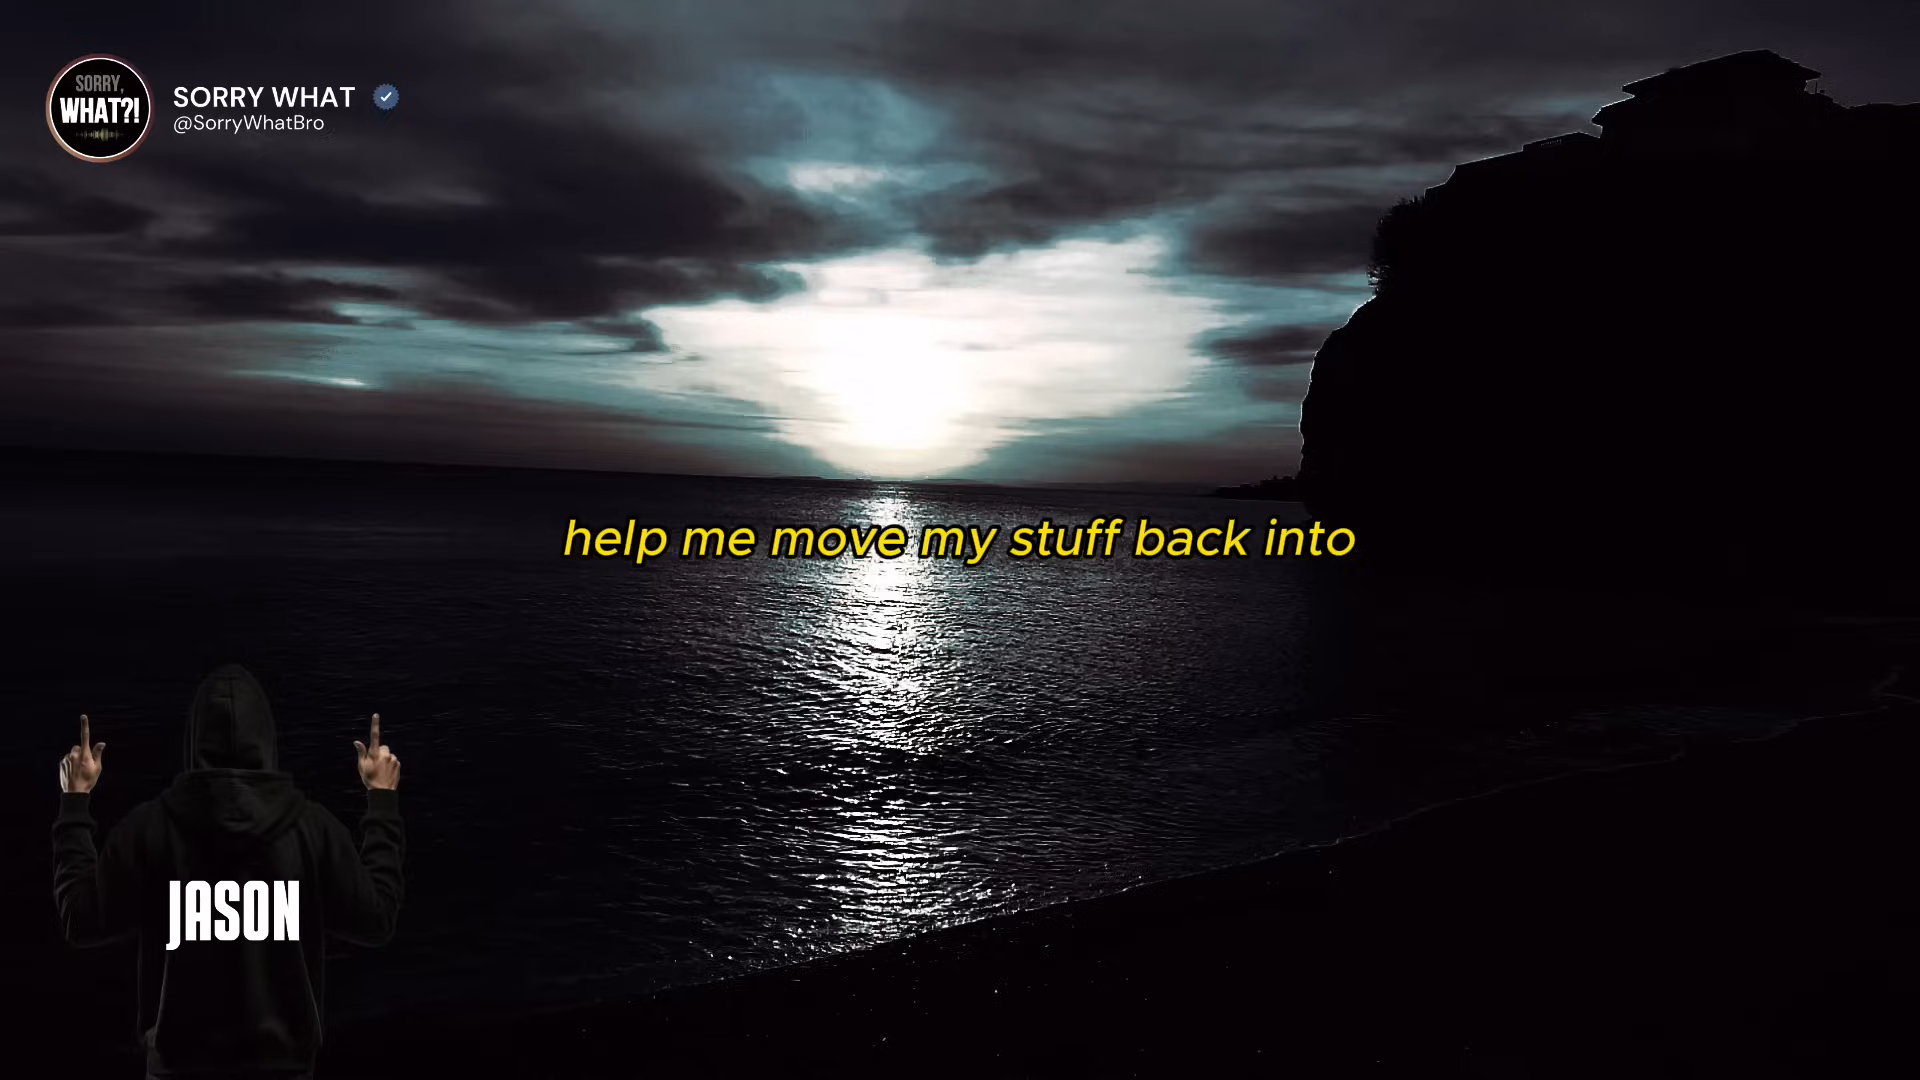 SORRY,
WHAT?!
SORRY WHAT
@SorryWhatBro
help me move my stuff back into
JASON